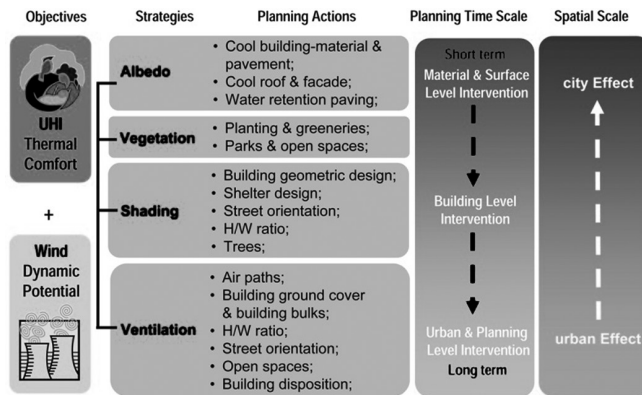 Objectives
Strategies
Planning Actions
Planning Time Scale
Spatial Scale
UHI
Thermal
Comfort
+
Wind
Dynamic
Potential
Albedo
• Cool building-material &
pavement;
• Cool roof & facade;
• Water retention paving;
Vegetation
• Planting & greeneries;
• Parks & open spaces;
Shading
• Building geometric design;
• Shelter design;
• Street orientation;
• H/W ratio;
• Trees;
Ventilation
• Air paths;
• Building ground cover
& building bulks;
• H/W ratio;
• Street orientation;
• Open spaces;
• Building disposition;
Short term
Material & Surface
Level Intervention
Building Level
Intervention
Urban & Planning
Level Intervention
Long term
city Effect
urban Effect